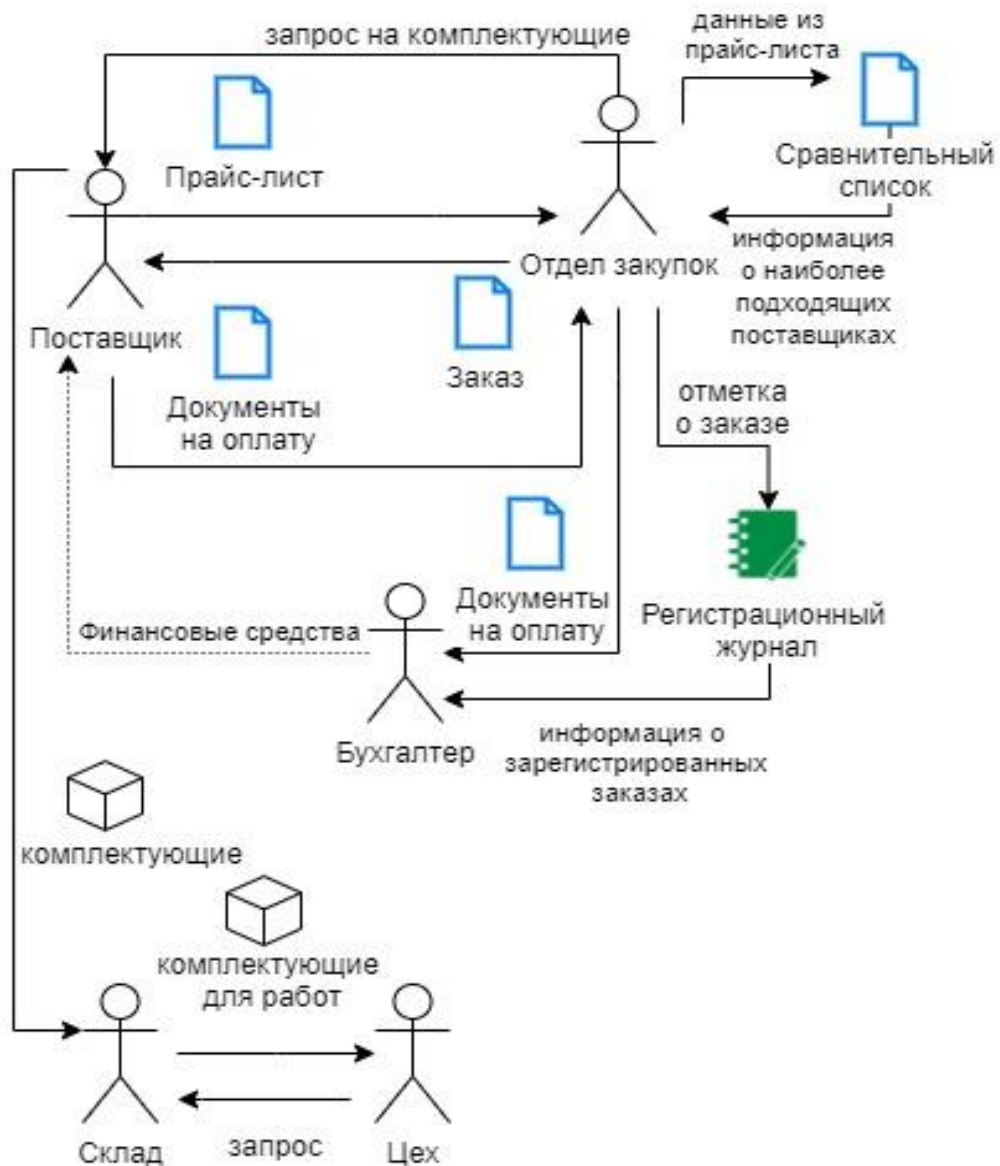 запрос на комплектующие
данные из
прайс-листа
Прайс-лист
Сравнительный
список
информация
о наиболее
подходящих
поставщиках
Отдел закупок
Поставщик
Заказ
Документы
на оплату
отметка
о заказе
Документы
на оплату
Регистрационный
журнал
Финансовые средства
Бухгалтер
информация о
зарегистрированных
заказах
комплектующие
комплектующие
для работ
Склад
запрос
Цех